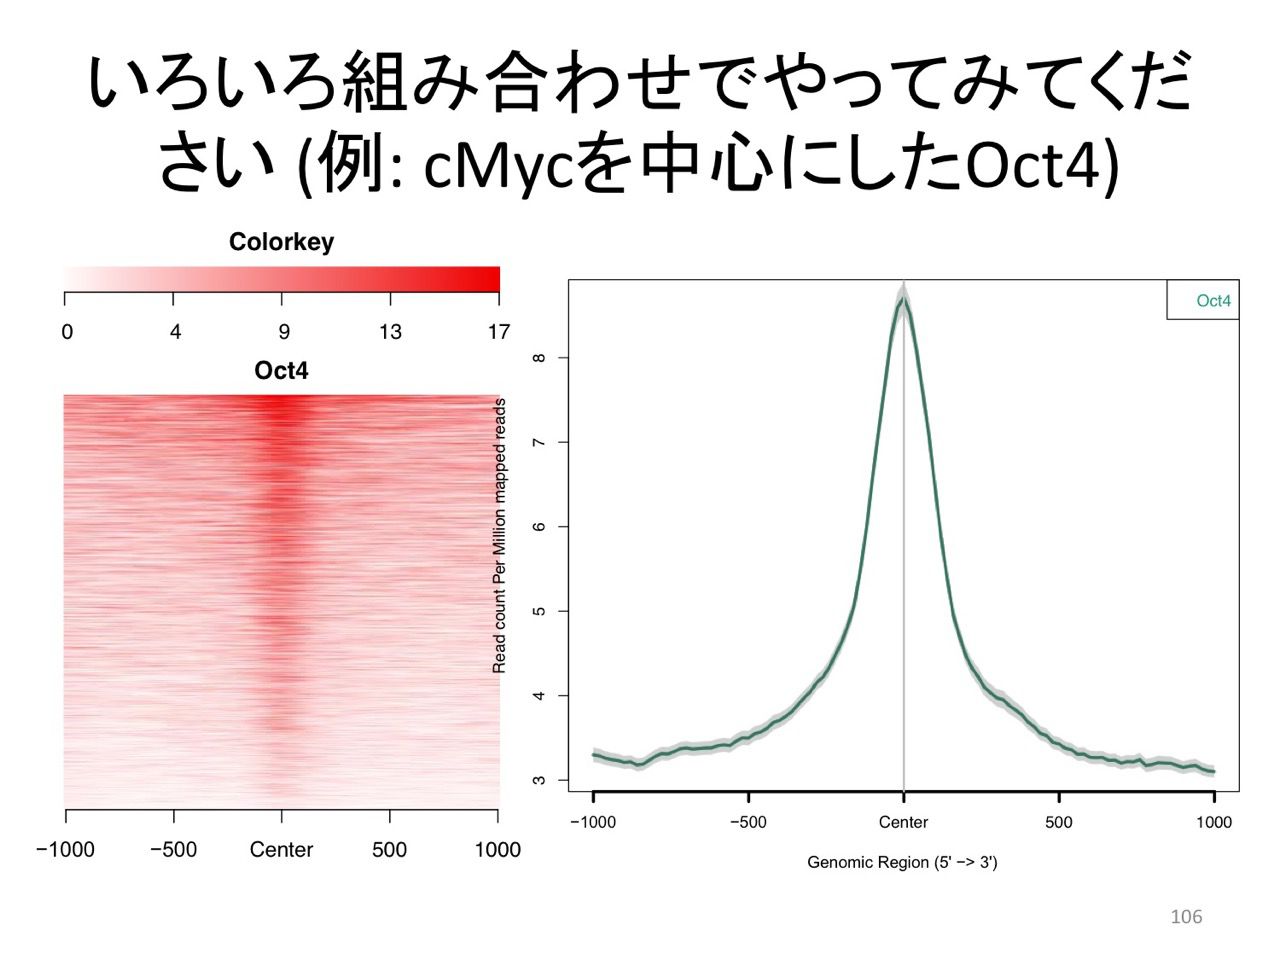 いろいろ組み合わせでやってみてくだ
さい (例: cMycを中心にしたOct4)
Colorkey
0 4 9 13 17
Oct4
−1000 −500 Center 500 1000
Read count Per Million mapped reads
8
7
6
5
4
3
Oct4
−1000 −500 Center 500 1000
Genomic Region (5' −> 3')
106